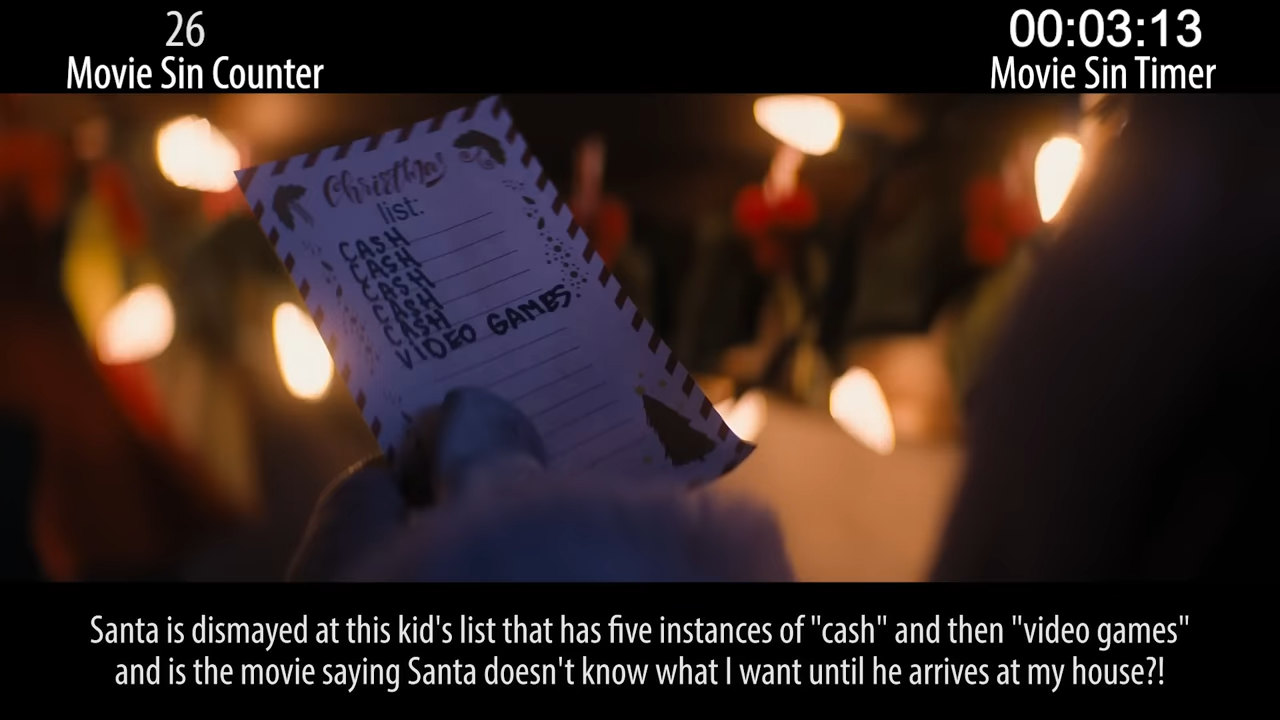 26
Movie Sin Counter
00:03:13
Movie Sin Timer
Christmas
list:
CASH
CASH
CASH
CASH
CASH
VIDEO GAMES
Santa is dismayed at this kid's list that has five instances of "cash" and then "video games"
and is the movie saying Santa doesn't know what I want until he arrives at my house?!